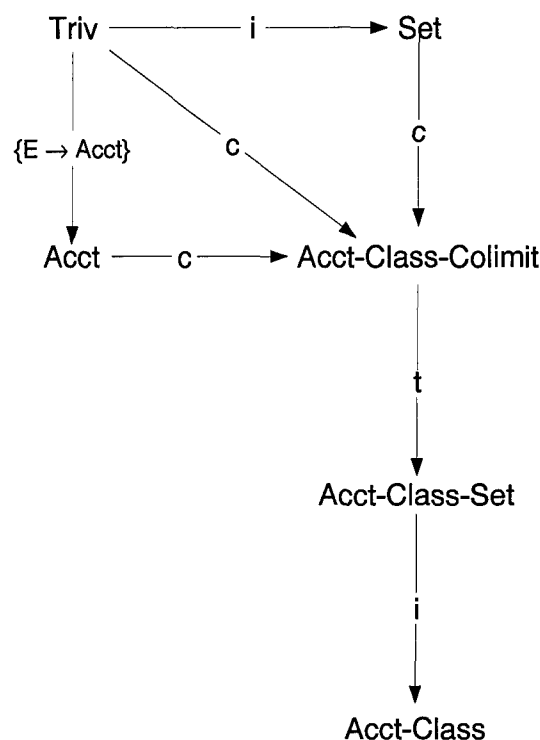 Triv i Set
{E → Acct} c c
Acct c Acct-Class-Colimit
t
Acct-Class-Set
i
Acct-Class